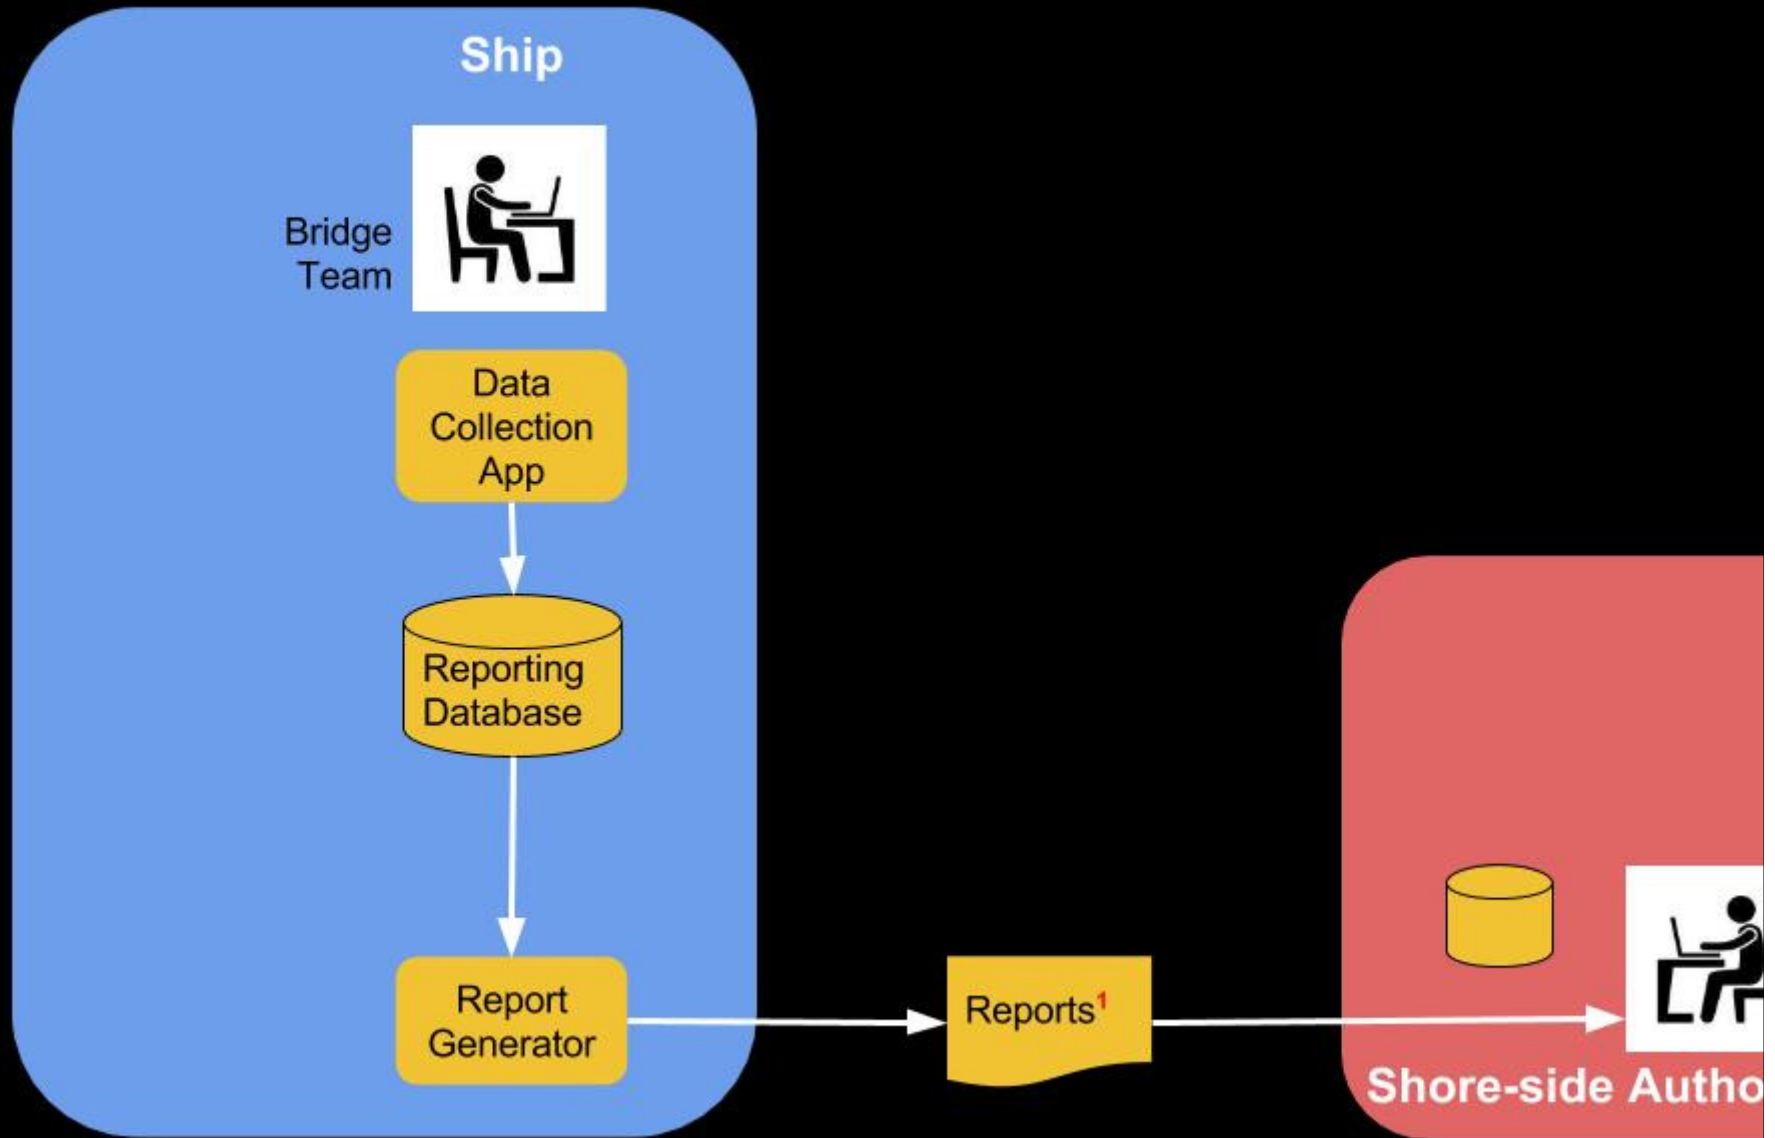 Ship
Bridge
Team
Data
Collection
App
Reporting
Database
Report
Generator
Reports¹
Shore-side Autho